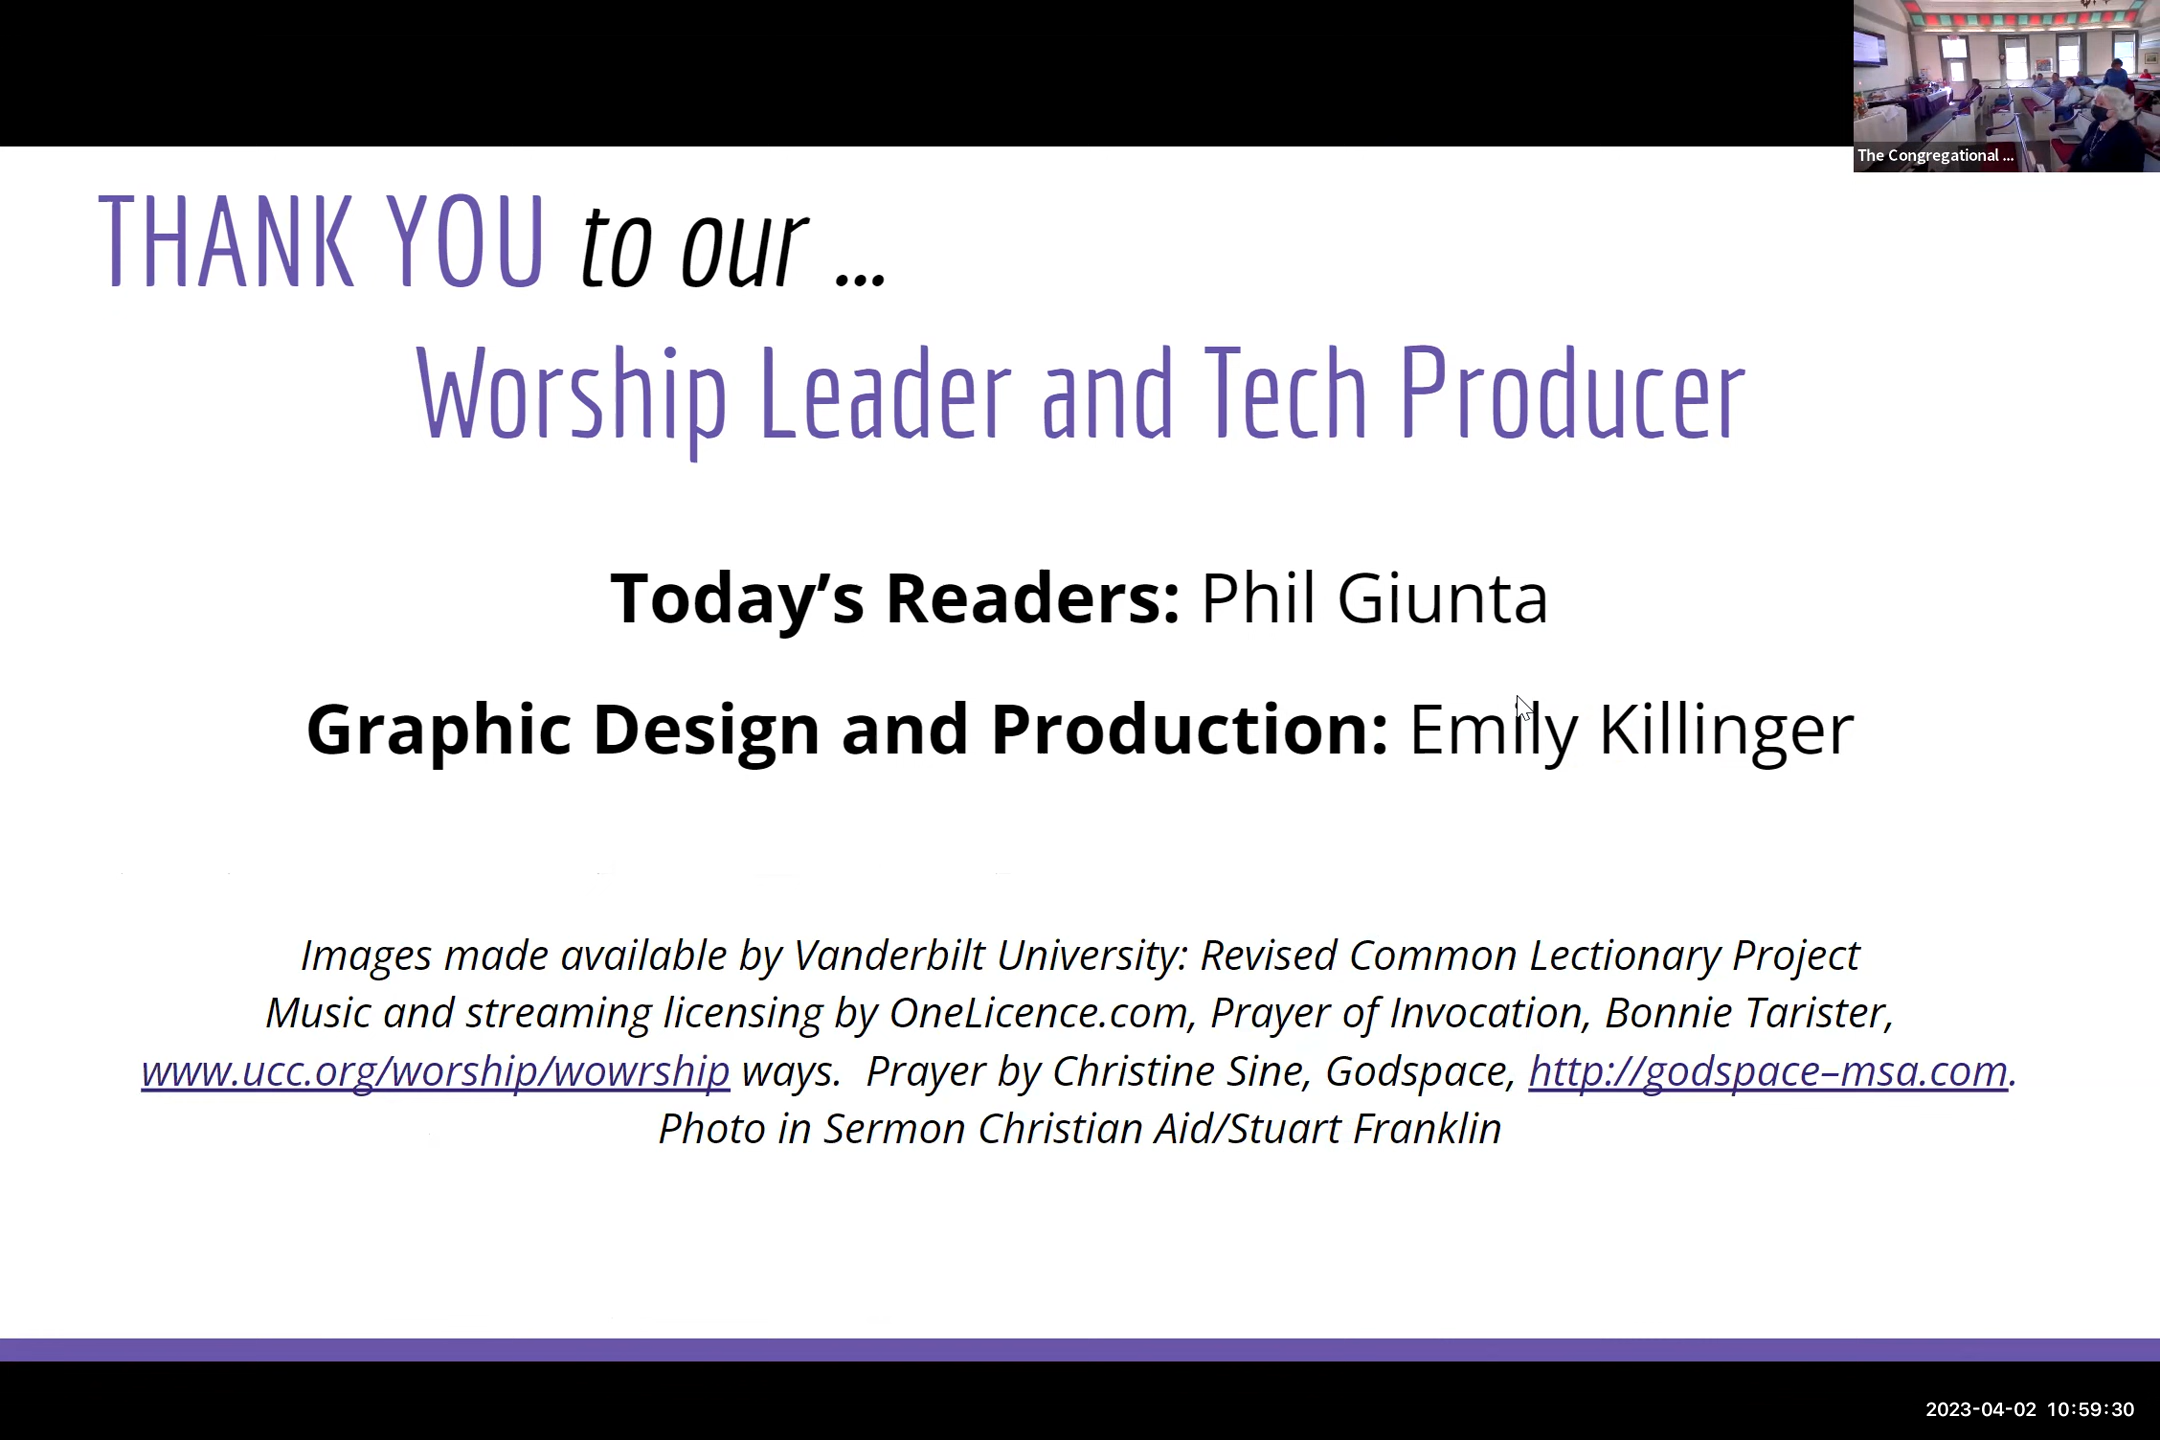 The Congregational ...
THANK YOU to our ...
Worship Leader and Tech Producer
Today’s Readers: Phil Giunta
Graphic Design and Production: Emily Killinger
Images made available by Vanderbilt University: Revised Common Lectionary Project
Music and streaming licensing by OneLicence.com, Prayer of Invocation, Bonnie Tarister,
www.ucc.org/worship/wowrship ways.  Prayer by Christine Sine, Godspace, http://godspace–msa.com.
Photo in Sermon Christian Aid/Stuart Franklin
2023-04-02 10:59:30